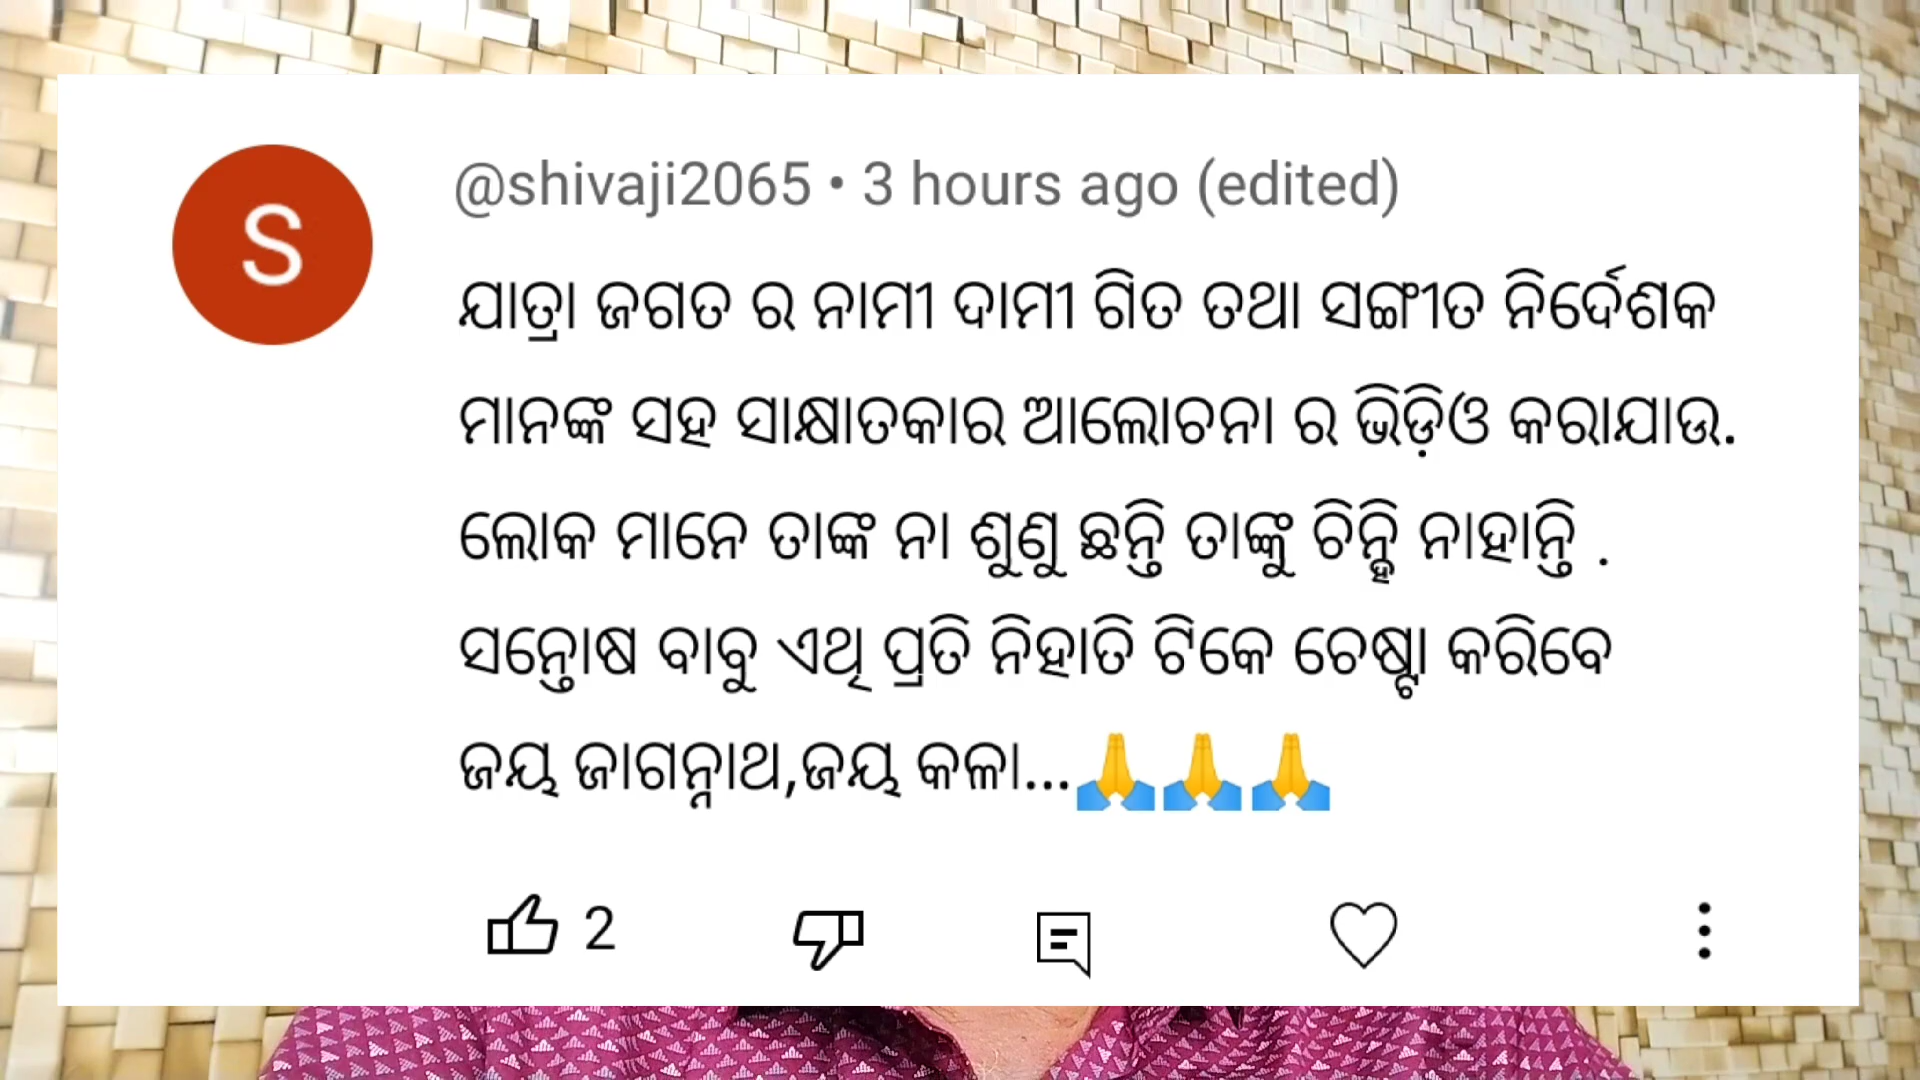 S
@shivaji2065 • 3 hours ago (edited)
ଯାତ୍ରା ଜଗତ ର ନାମୀ ଦାମୀ ଗିତ ତଥା ସଙ୍ଗୀତ ନିର୍ଦେଶକ
ମାନଙ୍କ ସହ ସାକ୍ଷାତକାର ଆଲୋଚନା ର ଭିଡ଼ିଓ କରାଯାଉ.
ଲୋକ ମାନେ ତାଙ୍କ ନା ଶୁଣୁ ଛନ୍ତି ତାଙ୍କୁ ଚିହ୍ନି ନାହାନ୍ତି .
ସନ୍ତୋଷ ବାବୁ ଏଥି ପ୍ରତି ନିହାତି ଟିକେ ଚେଷ୍ଟା କରିବେ
ଜୟ ଜାଗନ୍ନାଥ,ଜୟ କଳା...🙏🙏🙏
2